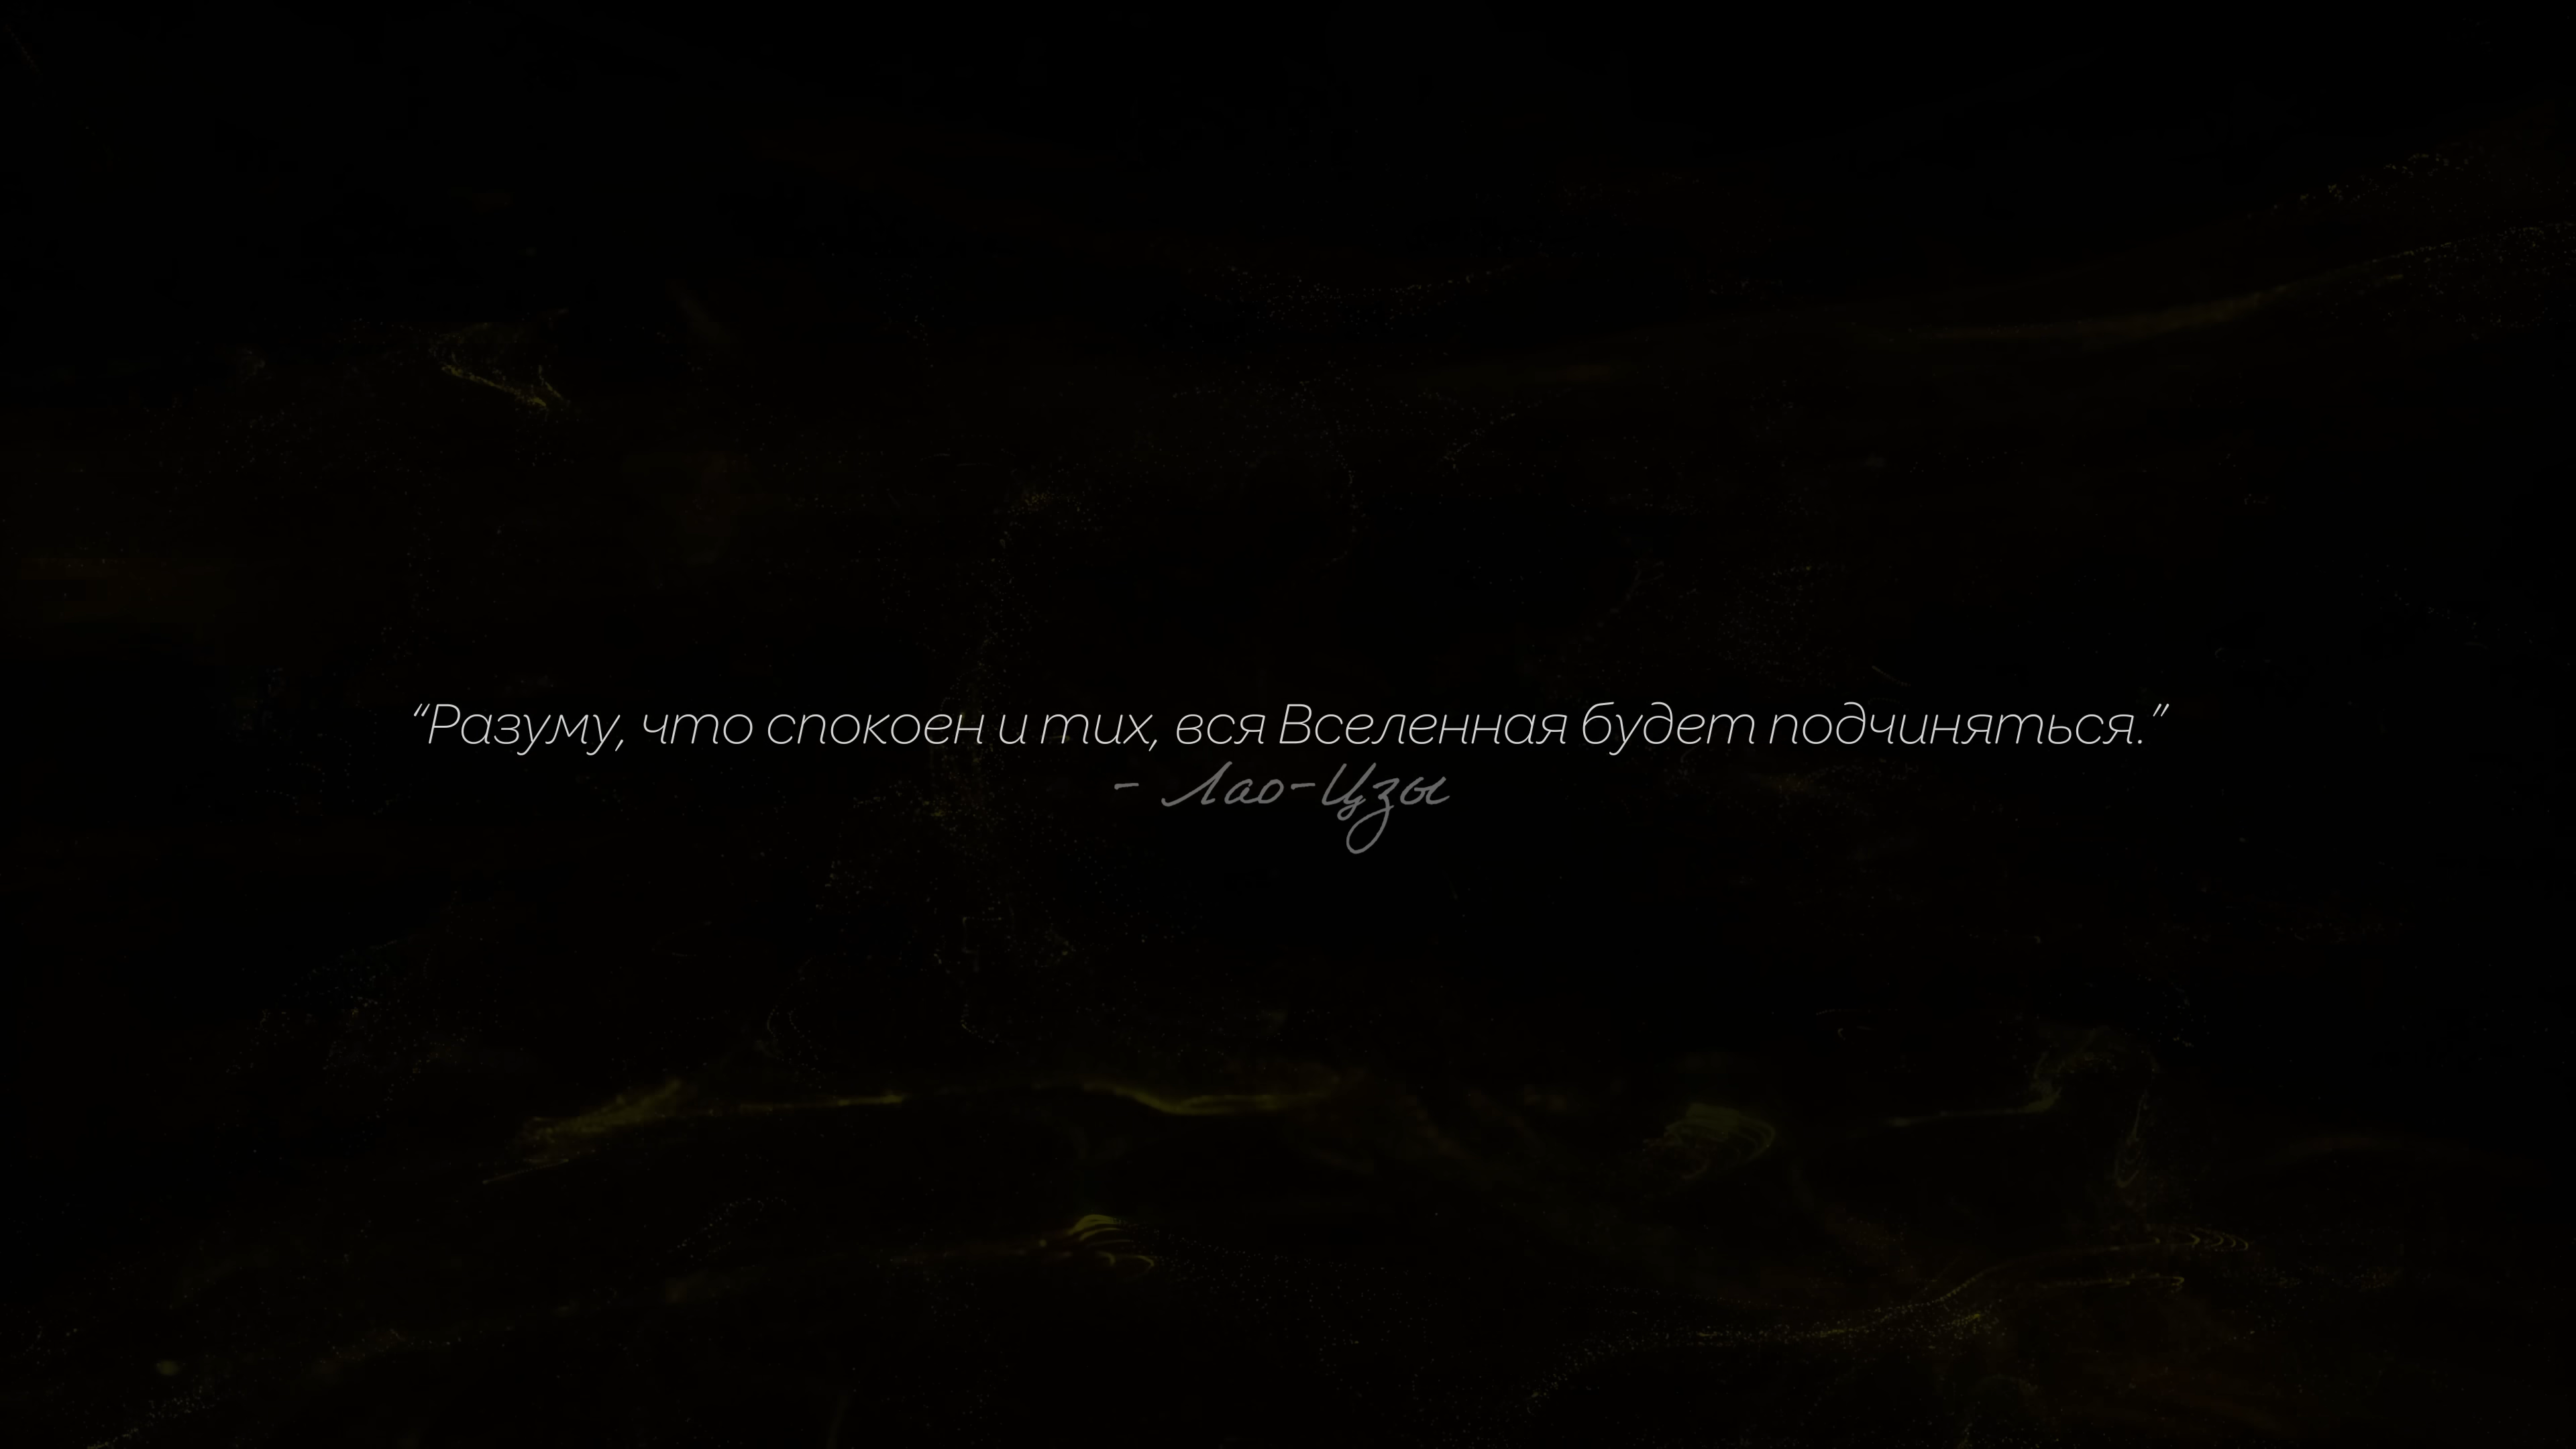 “Разуму, что спокоен и тих, вся Вселенная будет подчиняться.”
- Лао-Цзы